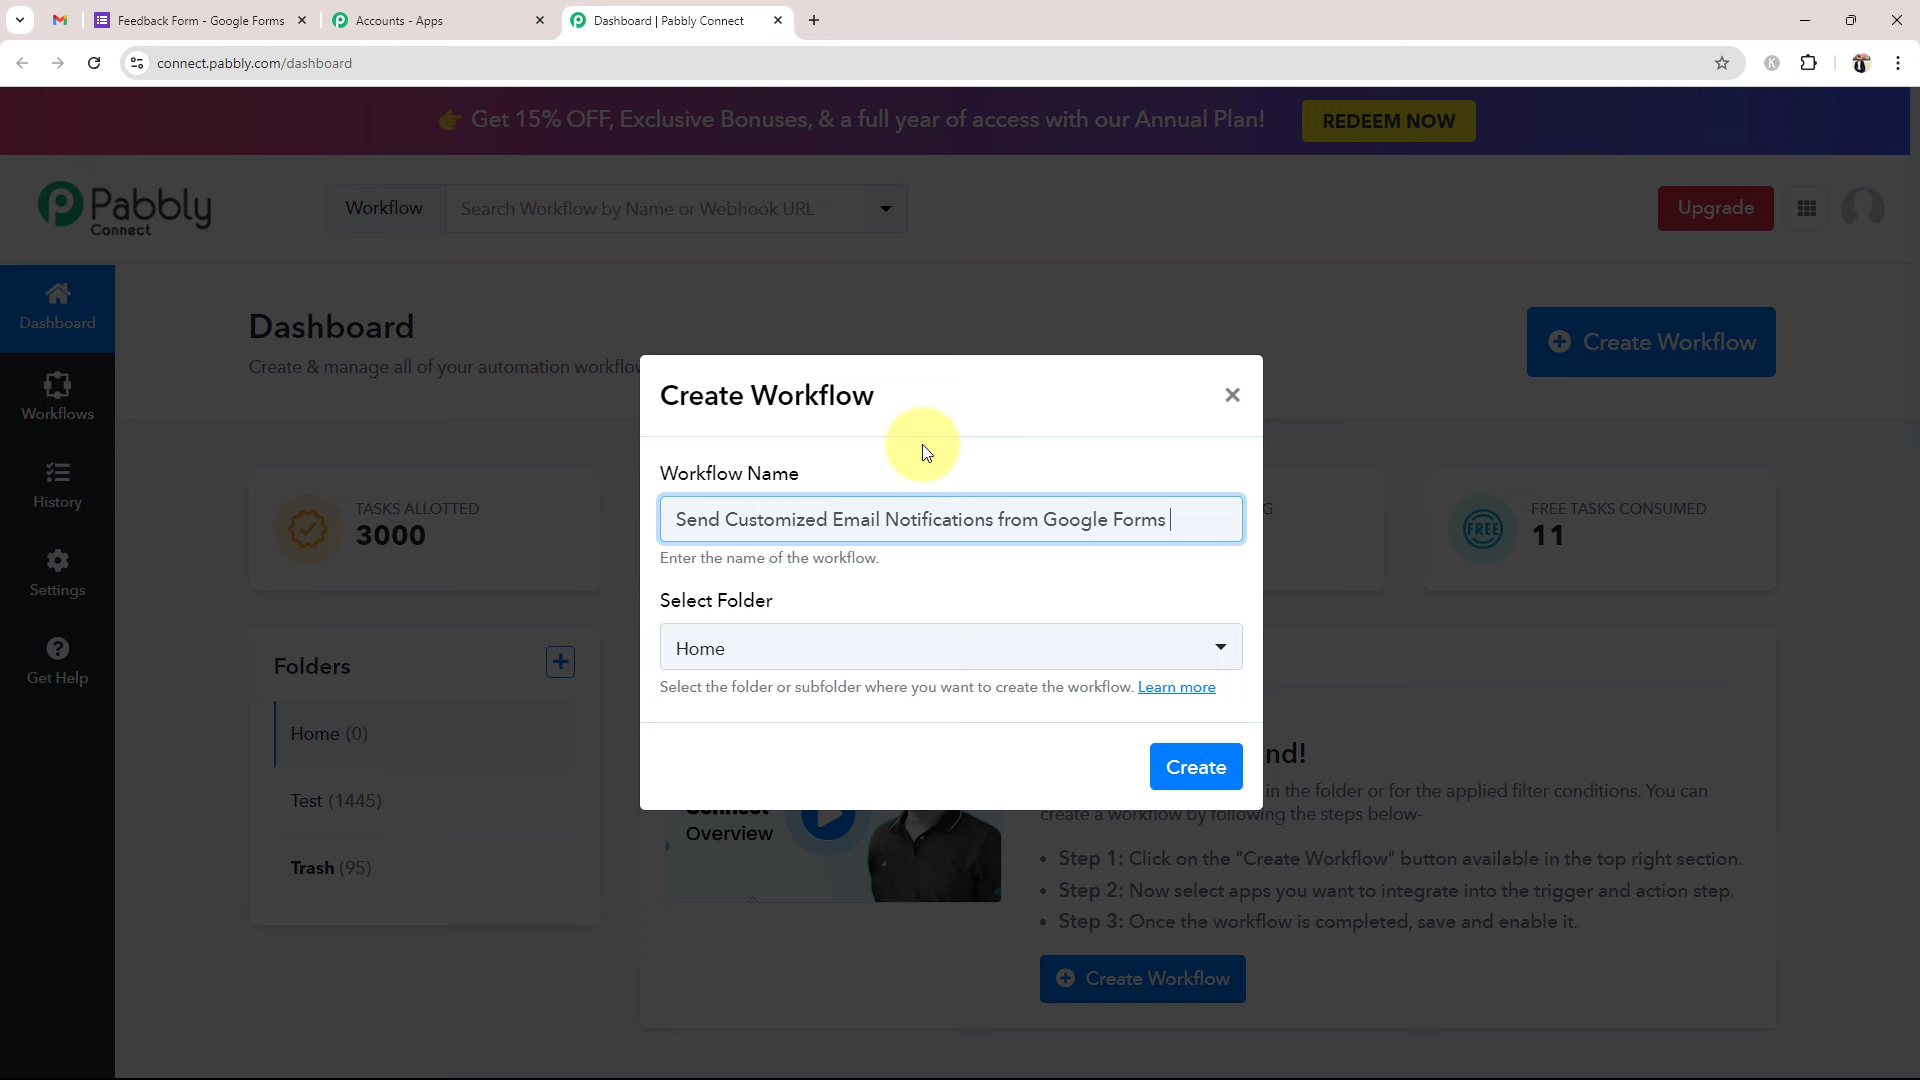 Feedback Form - Google Forms
Accounts - Apps
Dashboard | Pabbly Connect
connect.pabbly.com/dashboard
K
Get 15% OFF, Exclusive Bonuses, & a full year of access with our Annual Plan!
REDEEM NOW
Pabbly
Connect
Workflow
Search Workflow by Name or Webhook URL
Upgrade
Dashboard
Workflows
History
Settings
Get Help
Dashboard
Create & manage all of your automation workflow
Create Workflow
TASKS ALLOTTED
3000
G
FREE
FREE TASKS CONSUMED
11
Folders
Home (0)
Test (1445)
Trash (95)
Create Workflow
Workflow Name
Send Customized Email Notifications from Google Forms
Enter the name of the workflow.
Select Folder
Home
Select the folder or subfolder where you want to create the workflow. Learn more
Create
Connect
Overview
nd!
in the folder or for the applied filter conditions. You can
create a workflow by following the steps below-
• Step 1: Click on the "Create Workflow" button available in the top right section.
• Step 2: Now select apps you want to integrate into the trigger and action step.
• Step 3: Once the workflow is completed, save and enable it.
Create Workflow